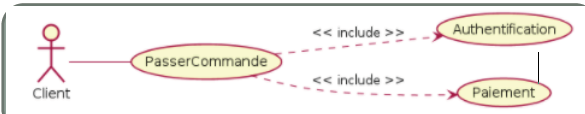 << include >>
Authentification
PasserCommande
<< include >>
Client
Paiement